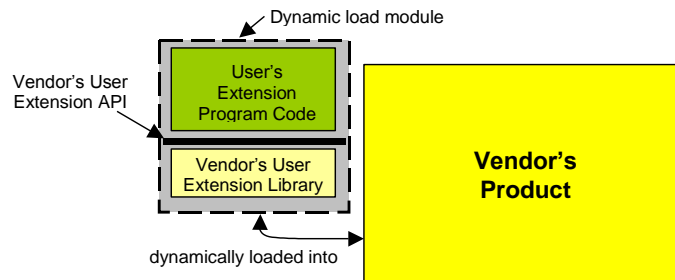 Dynamic load module
Vendor's User
Extension API
User's
Extension
Program Code
Vendor's User
Extension Library
Vendor's
Product
dynamically loaded into